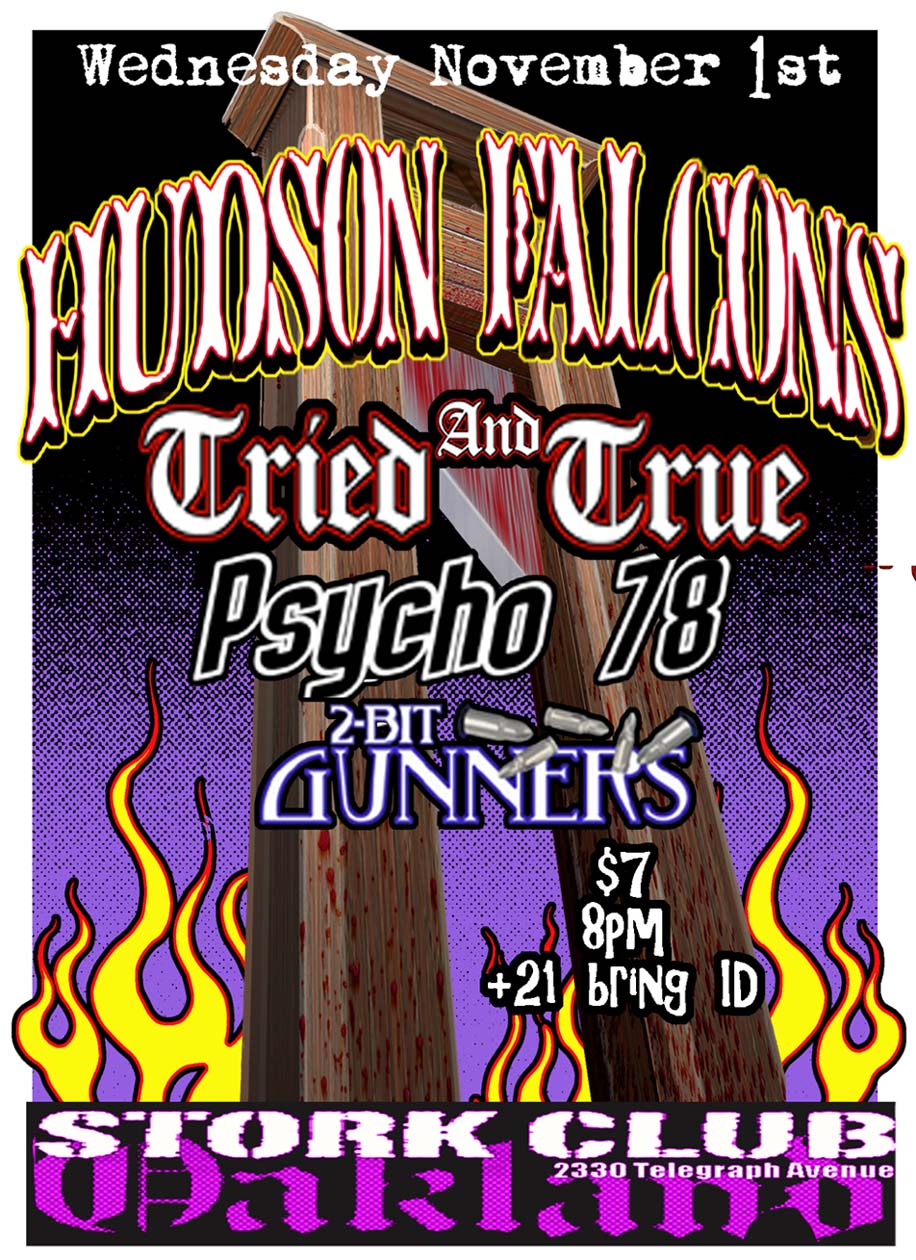 Wednesday November 1st
HUDSON FALCONS
Tried And True
Psycho 78
2-BIT
GUNNERS
$7
8pM
+21 bring ID
STORK CLUB
2330 Telegraph Avenue
Oakland